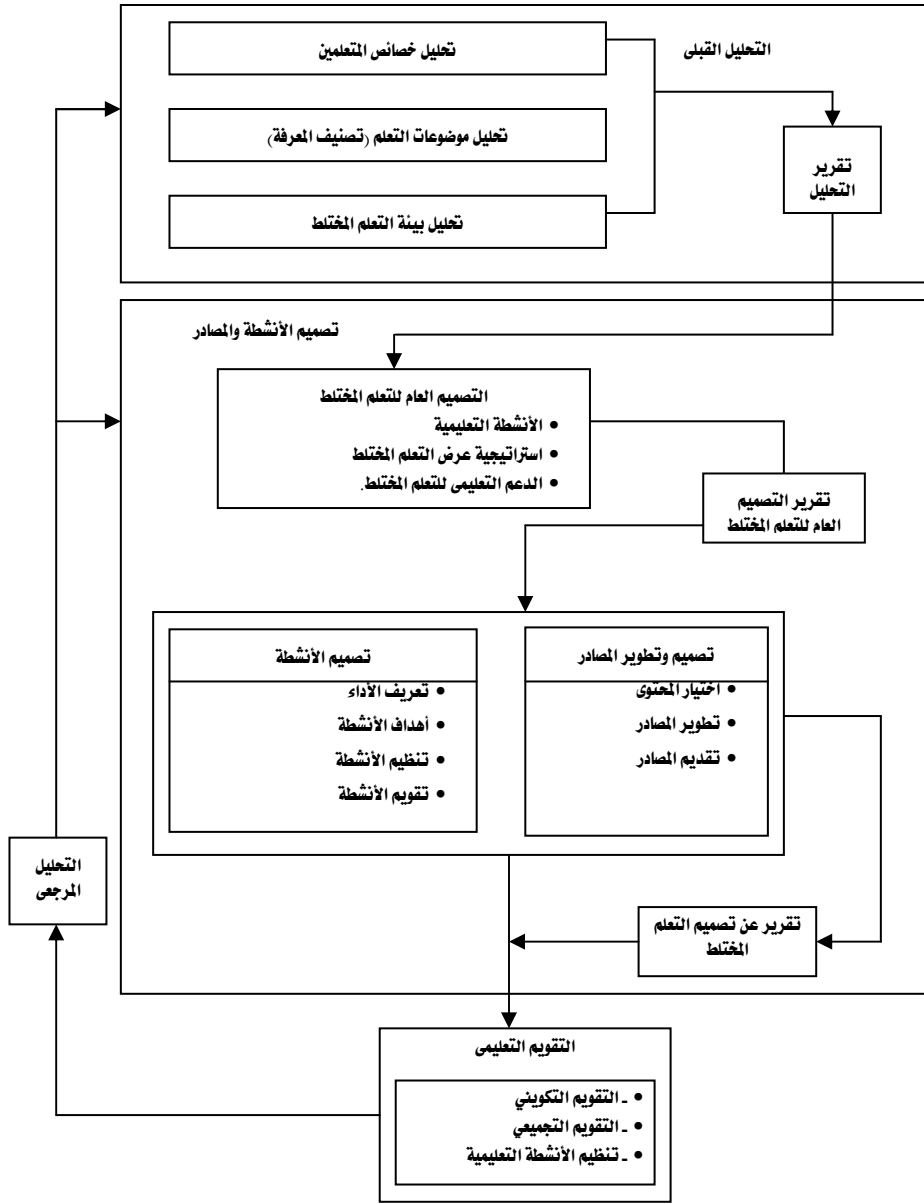 التحليل القبلى
تحليل خصائص المتعلمين
تحليل موضوعات التعلم (تصنيف المعرفة)
تحليل بيئة التعلم المختلط
تقرير
التحليل
تصميم الأنشطة والمصادر
التصميم العام للتعلم المختلط
• الأنشطة التعليمية
• استراتيجية عرض التعلم المختلط
• الدعم التعليمى للتعلم المختلط.
تقرير التصميم
العام للتعلم المختلط
تصميم وتطوير المصادر
• اختيار المحتوى
• تطوير المصادر
• تقديم المصادر
تصميم الأنشطة
• تعريف الأداء
• أهداف الأنشطة
• تنظيم الأنشطة
• تقويم الأنشطة
تقرير عن تصميم التعلم
المختلط
التحليل
المرجعى
التقويم التعليمى
• ـ التقويم التكويني
• ـ التقويم التجميعي
• ـ تنظيم الأنشطة التعليمية